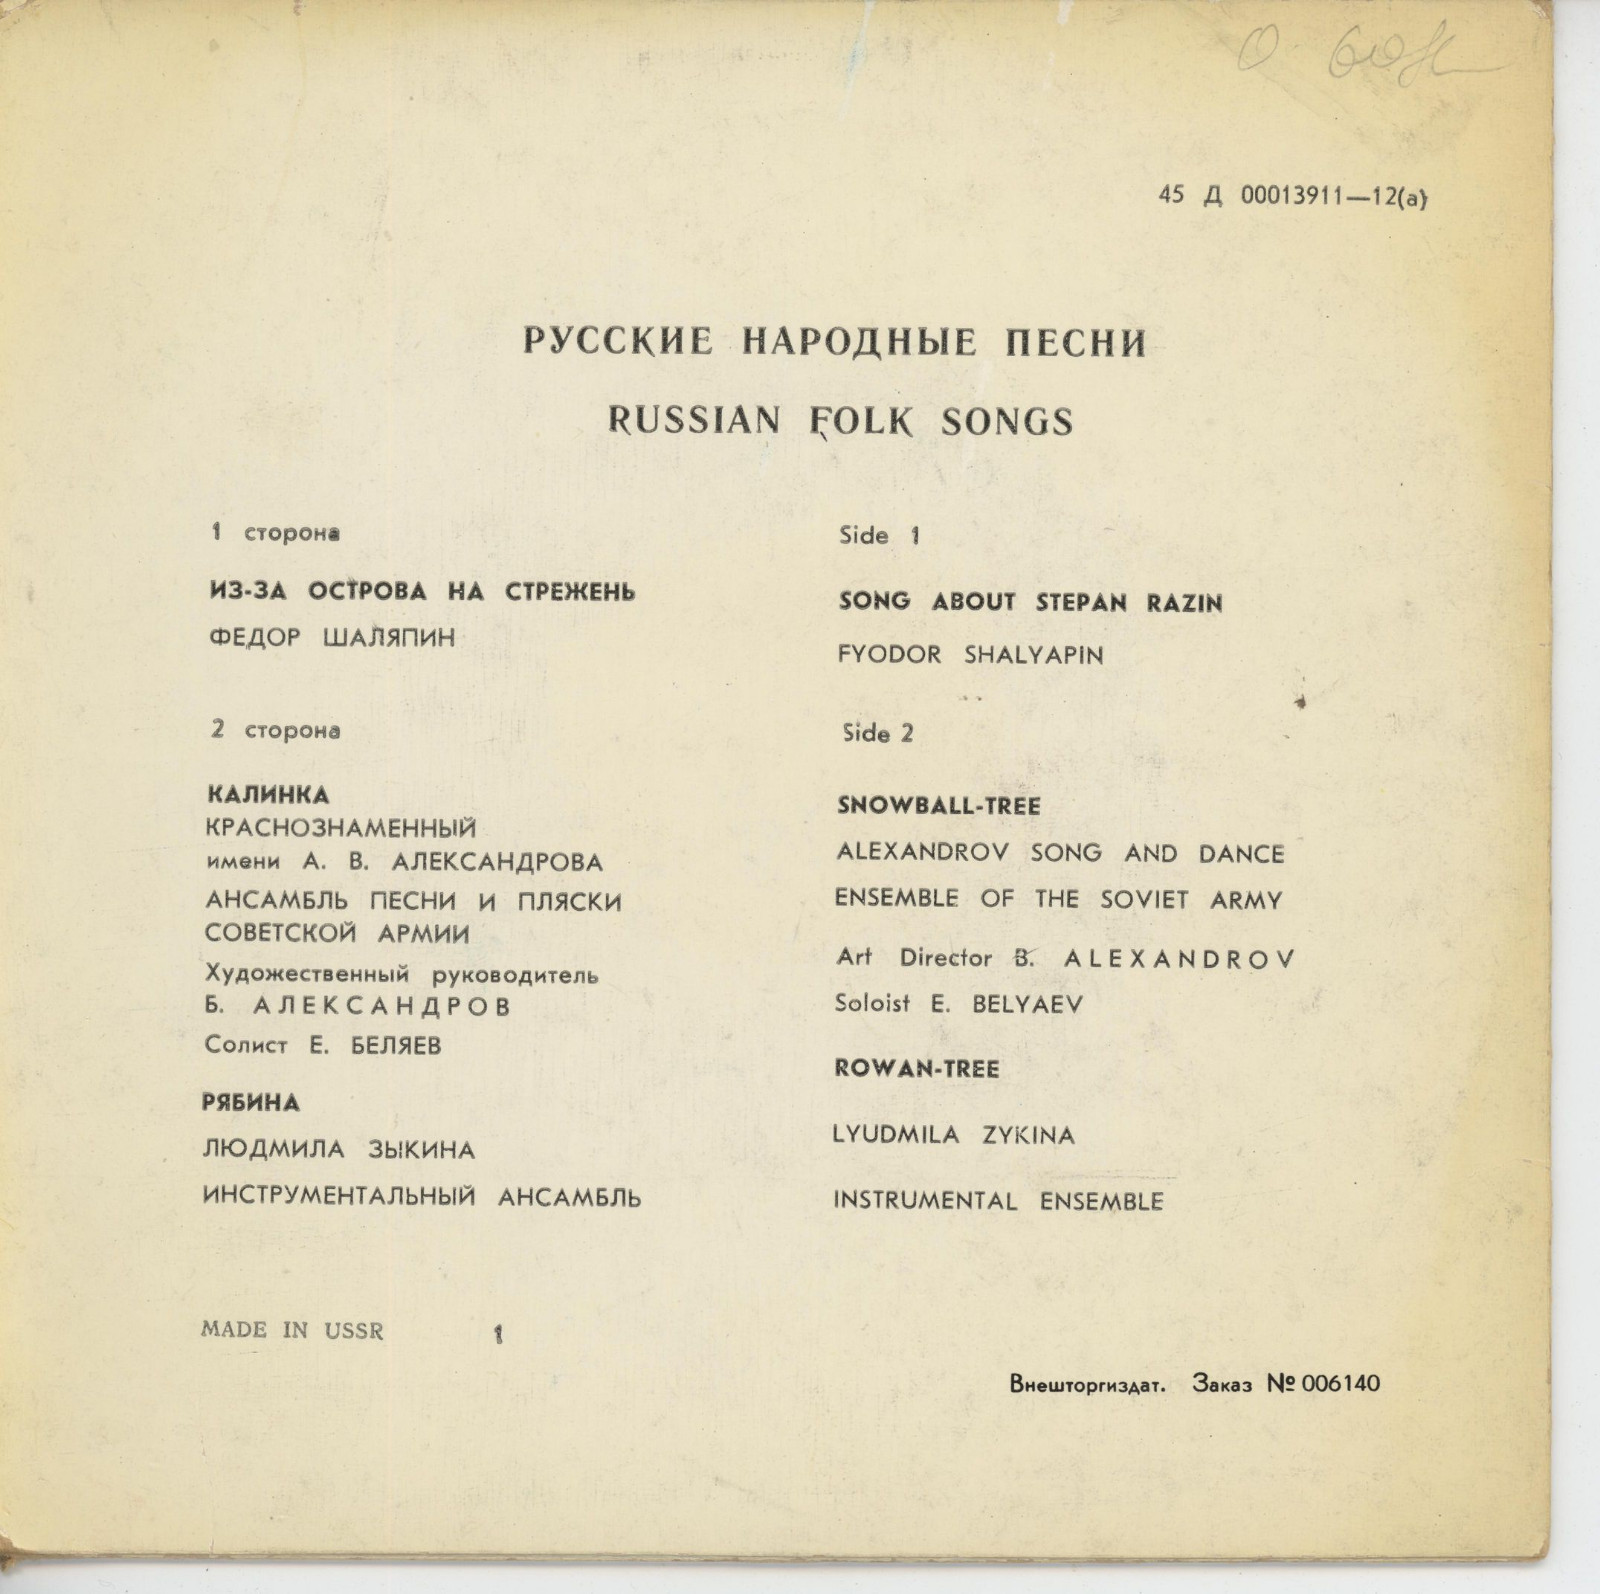 45 Д 00013911—12(а)
РУССКИЕ НАРОДНЫЕ ПЕСНИ
RUSSIAN FOLK SONGS
1 сторона
ИЗ-ЗА ОСТРОВА НА СТРЕЖЕНЬ
ФЕДОР ШАЛЯПИН
2 сторона
КАЛИНКА
КРАСНОЗНАМЕННЫЙ
имени А. В. АЛЕКСАНДРОВА
АНСАМБЛЬ ПЕСНИ И ПЛЯСКИ
СОВЕТСКОЙ АРМИИ
Художественный руководитель
Б. АЛЕКСАНДРОВ
Солист Е. БЕЛЯЕВ
РЯБИНА
ЛЮДМИЛА ЗЫКИНА
ИНСТРУМЕНТАЛЬНЫЙ АНСАМБЛЬ
Side 1
SONG ABOUT STEPAN RAZIN
FYODOR SHALYAPIN
Side 2
SNOWBALL-TREE
ALEXANDROV SONG AND DANCE
ENSEMBLE OF THE SOVIET ARMY
Art Director B. ALEXANDROV
Soloist E. BELYAEV
ROWAN-TREE
LYUDMILA ZYKINA
INSTRUMENTAL ENSEMBLE
MADE IN USSR 1
Внешторгиздат. Заказ № 006140